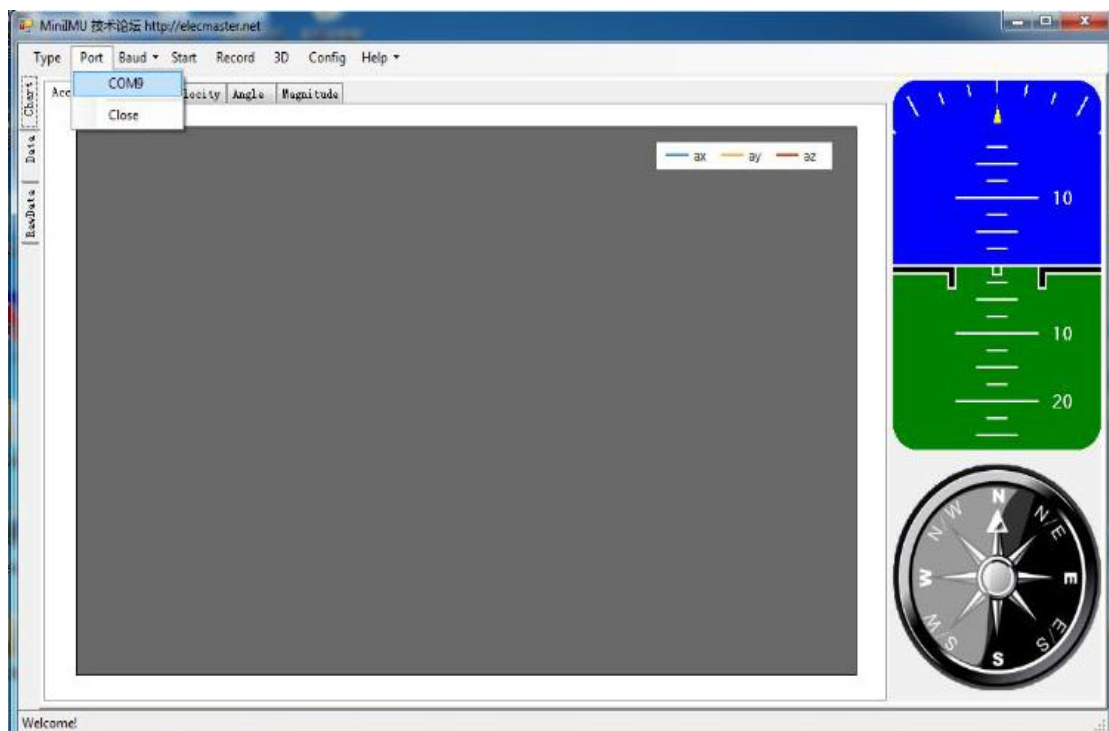 MiniIMU 技术论坛 http://elecmaster.net
Type Port Baud Start Record 3D Config Help
COM9
Close
Acc locity Angle Magnitude
Chart
Data
RawData
ax ay az
10
10
20
N
N/E
E
S/E
S
S/W
W
N/W
Welcome!